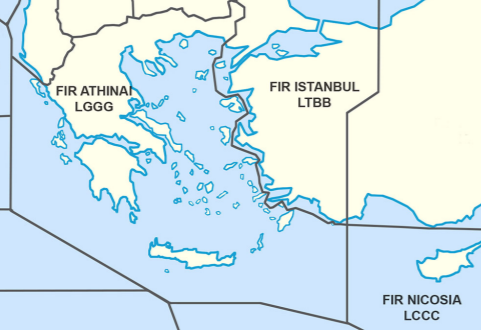 FIR ATHINAI
LGGG
FIR ISTANBUL
LTBB
FIR NICOSIA
LCCC